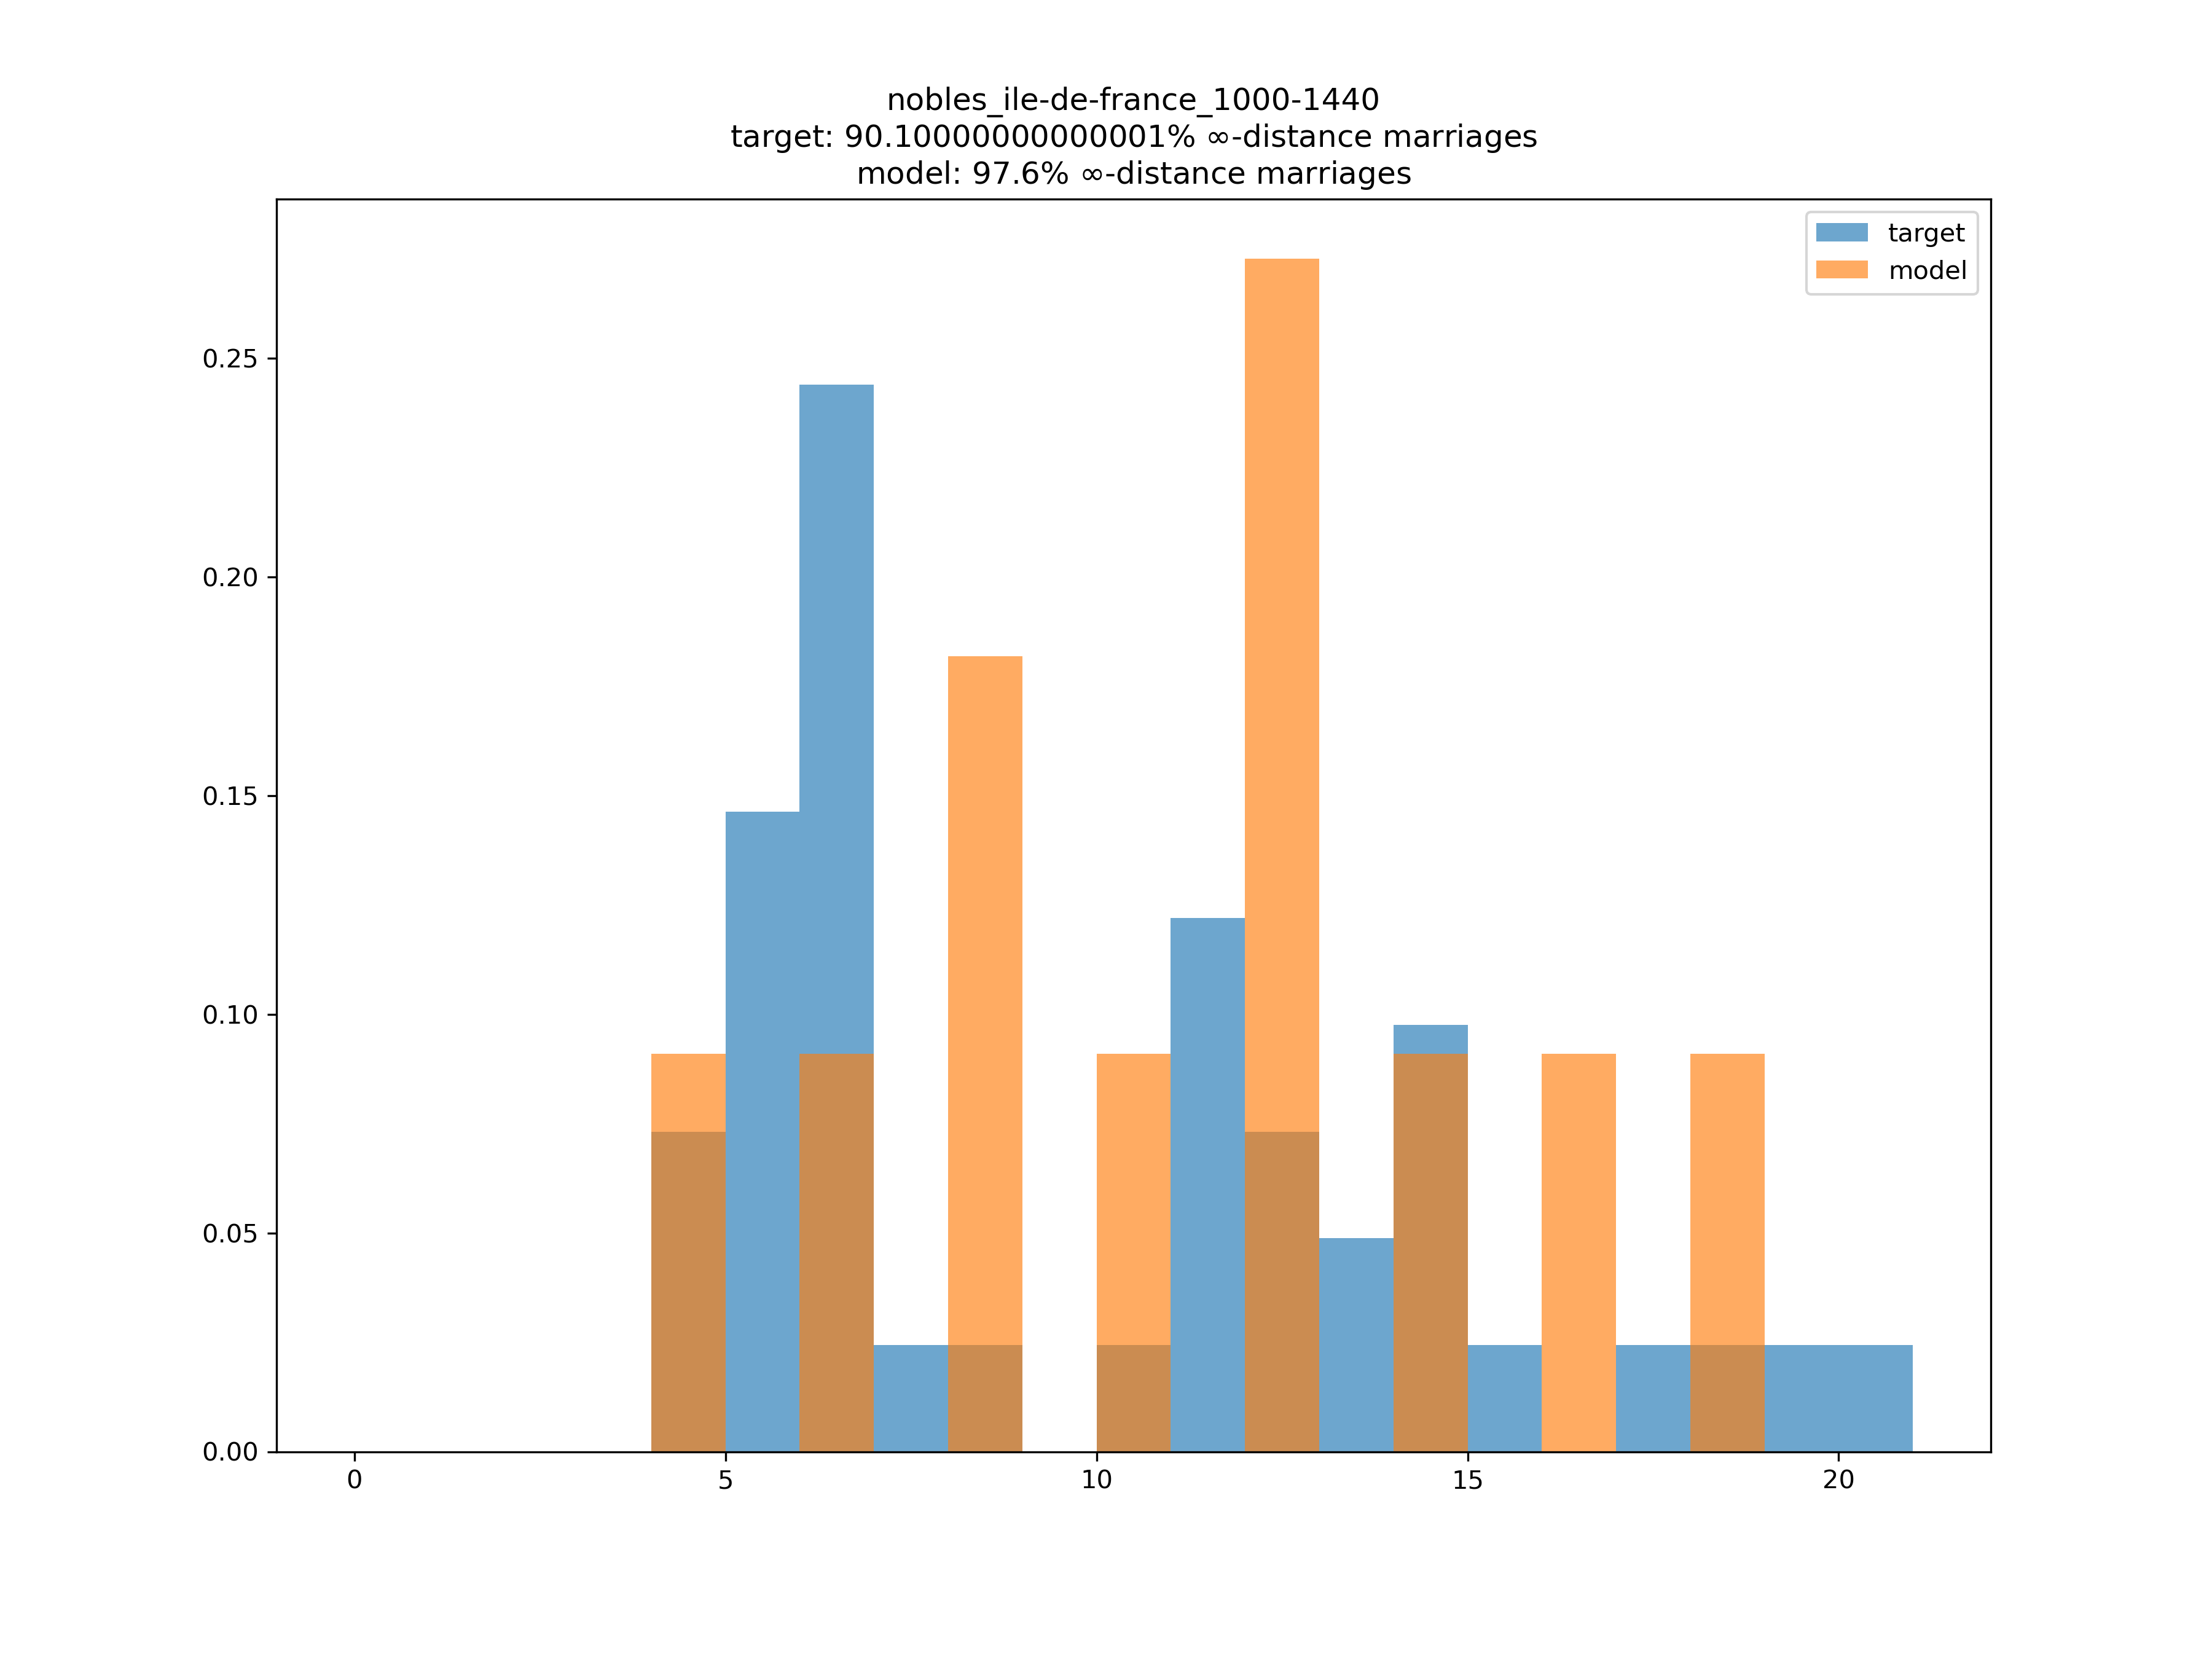 nobles_ile-de-france_1000-1440
target: 90.10000000000001% ∞-distance marriages
model: 97.6% ∞-distance marriages
target
model
0.25
0.20
0.15
0.10
0.05
0.00
0 5 10 15 20